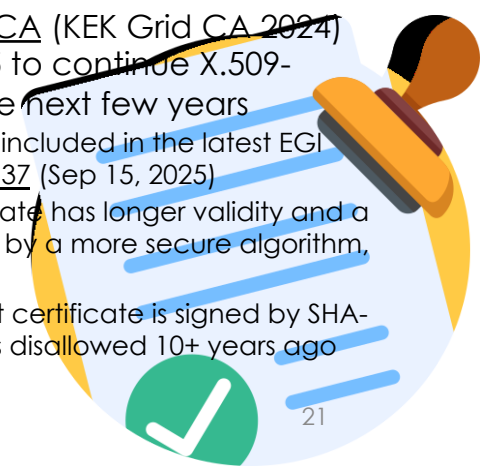 CA (KEK Grid CA 2024)
to continue X.509-
e next few years
included in the latest EGI
37 (Sep 15, 2025)
ate has longer validity and a
by a more secure algorithm,
t certificate is signed by SHA-
s disallowed 10+ years ago
21